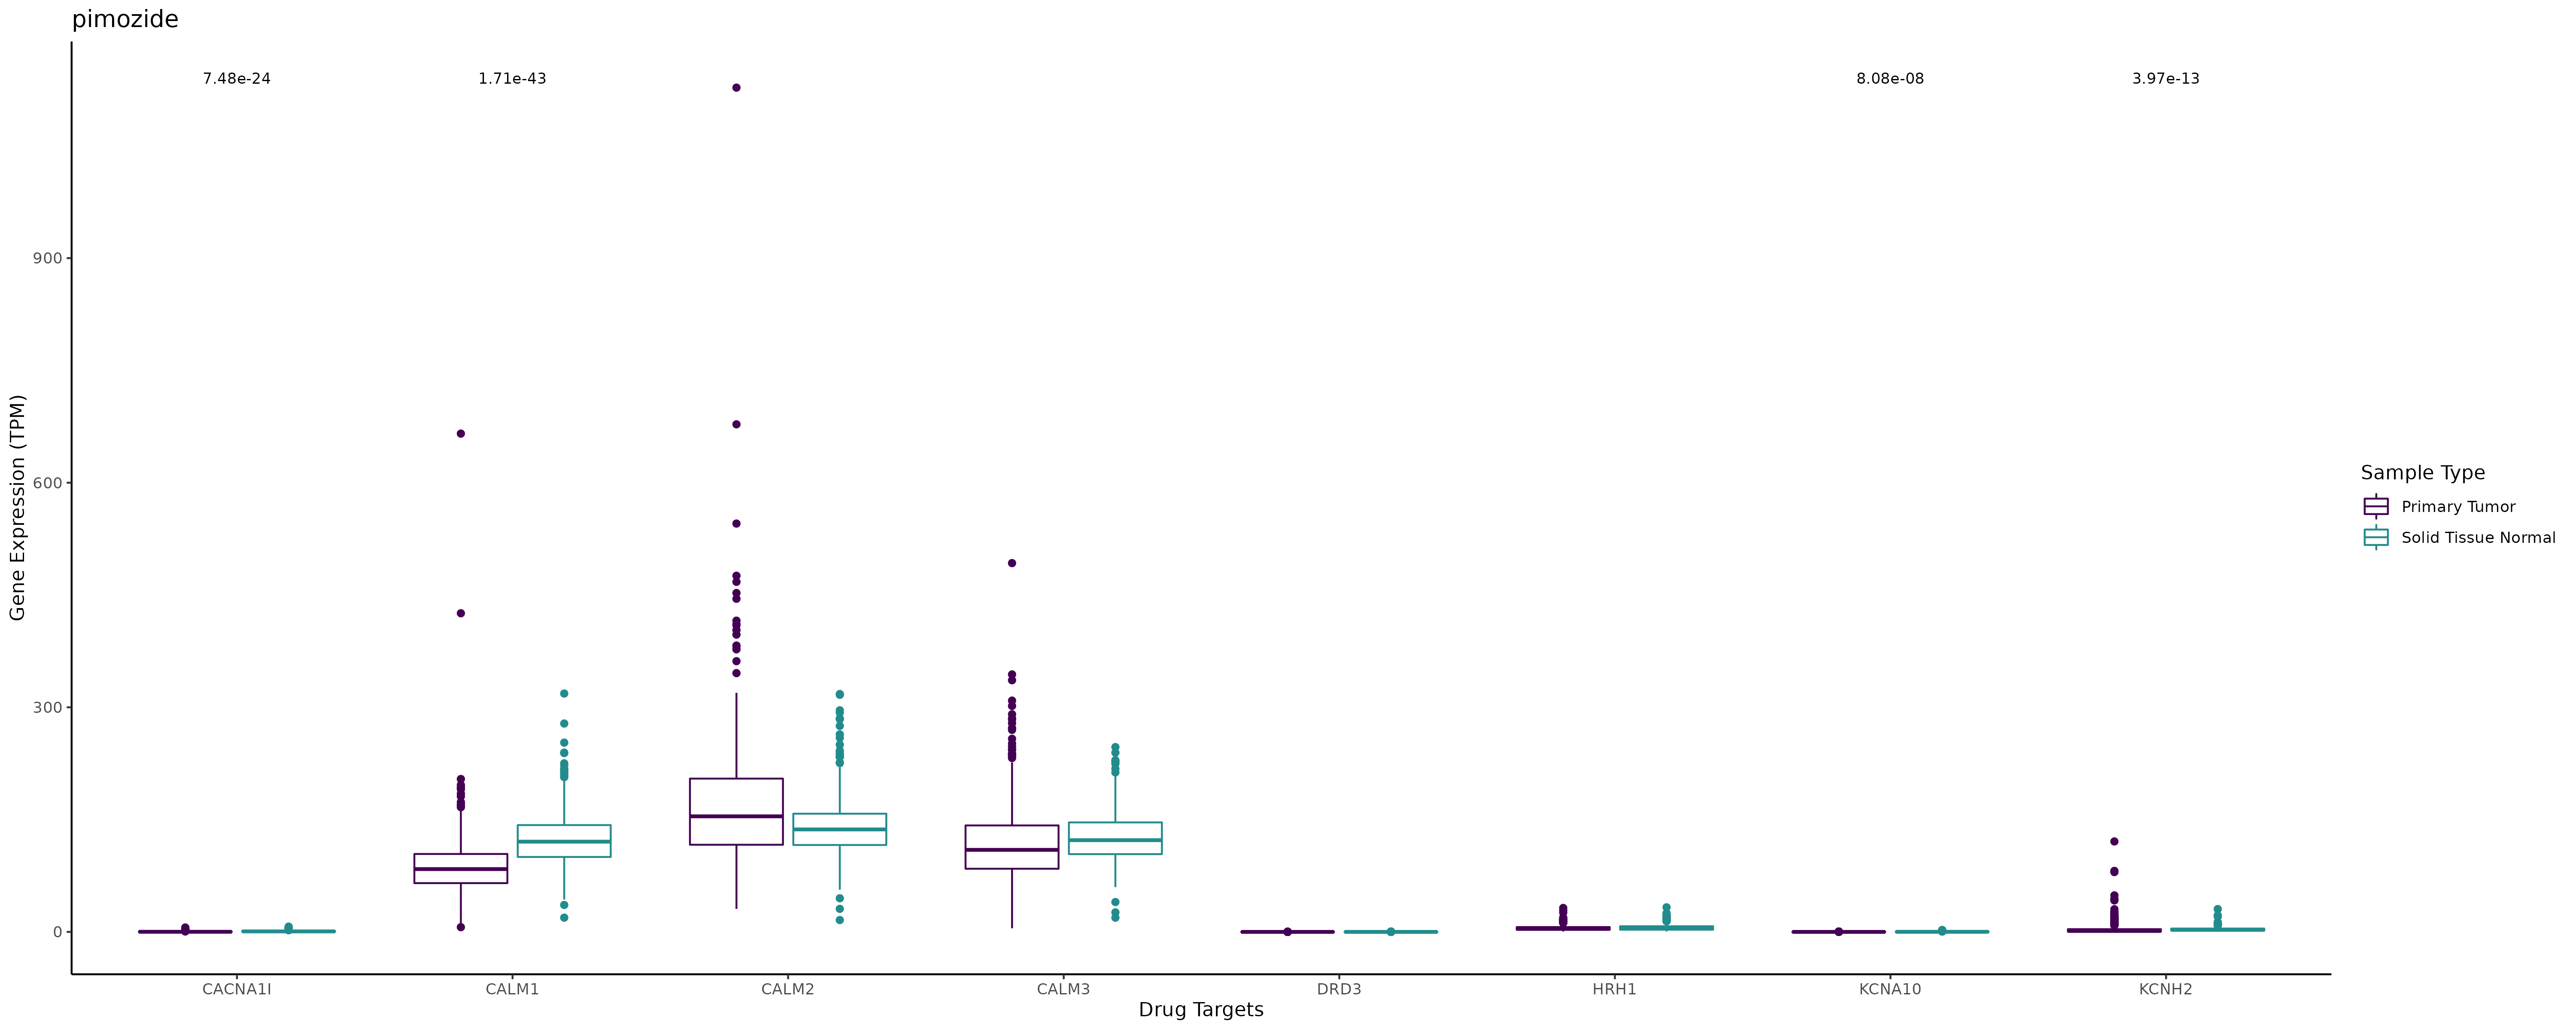 pimozide
7.48e-24 1.71e-43 8.08e-08 3.97e-13
Gene Expression (TPM)
900
600
300
0
CACNA1I CALM1 CALM2 CALM3 DRD3 HRH1 KCNA10 KCNH2
Drug Targets
Sample Type
Primary Tumor
Solid Tissue Normal